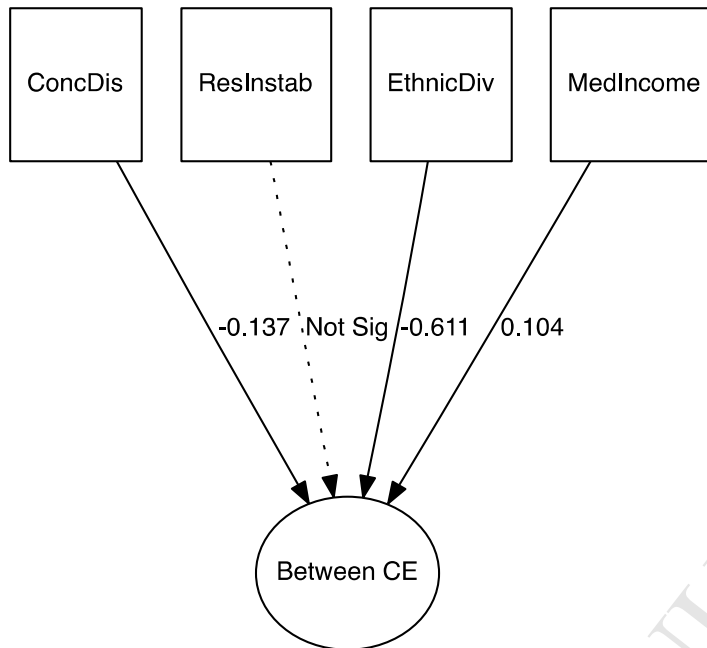 ConcDis ResInstab EthnicDiv MedIncome
-0.137 Not Sig -0.611 0.104
Between CE